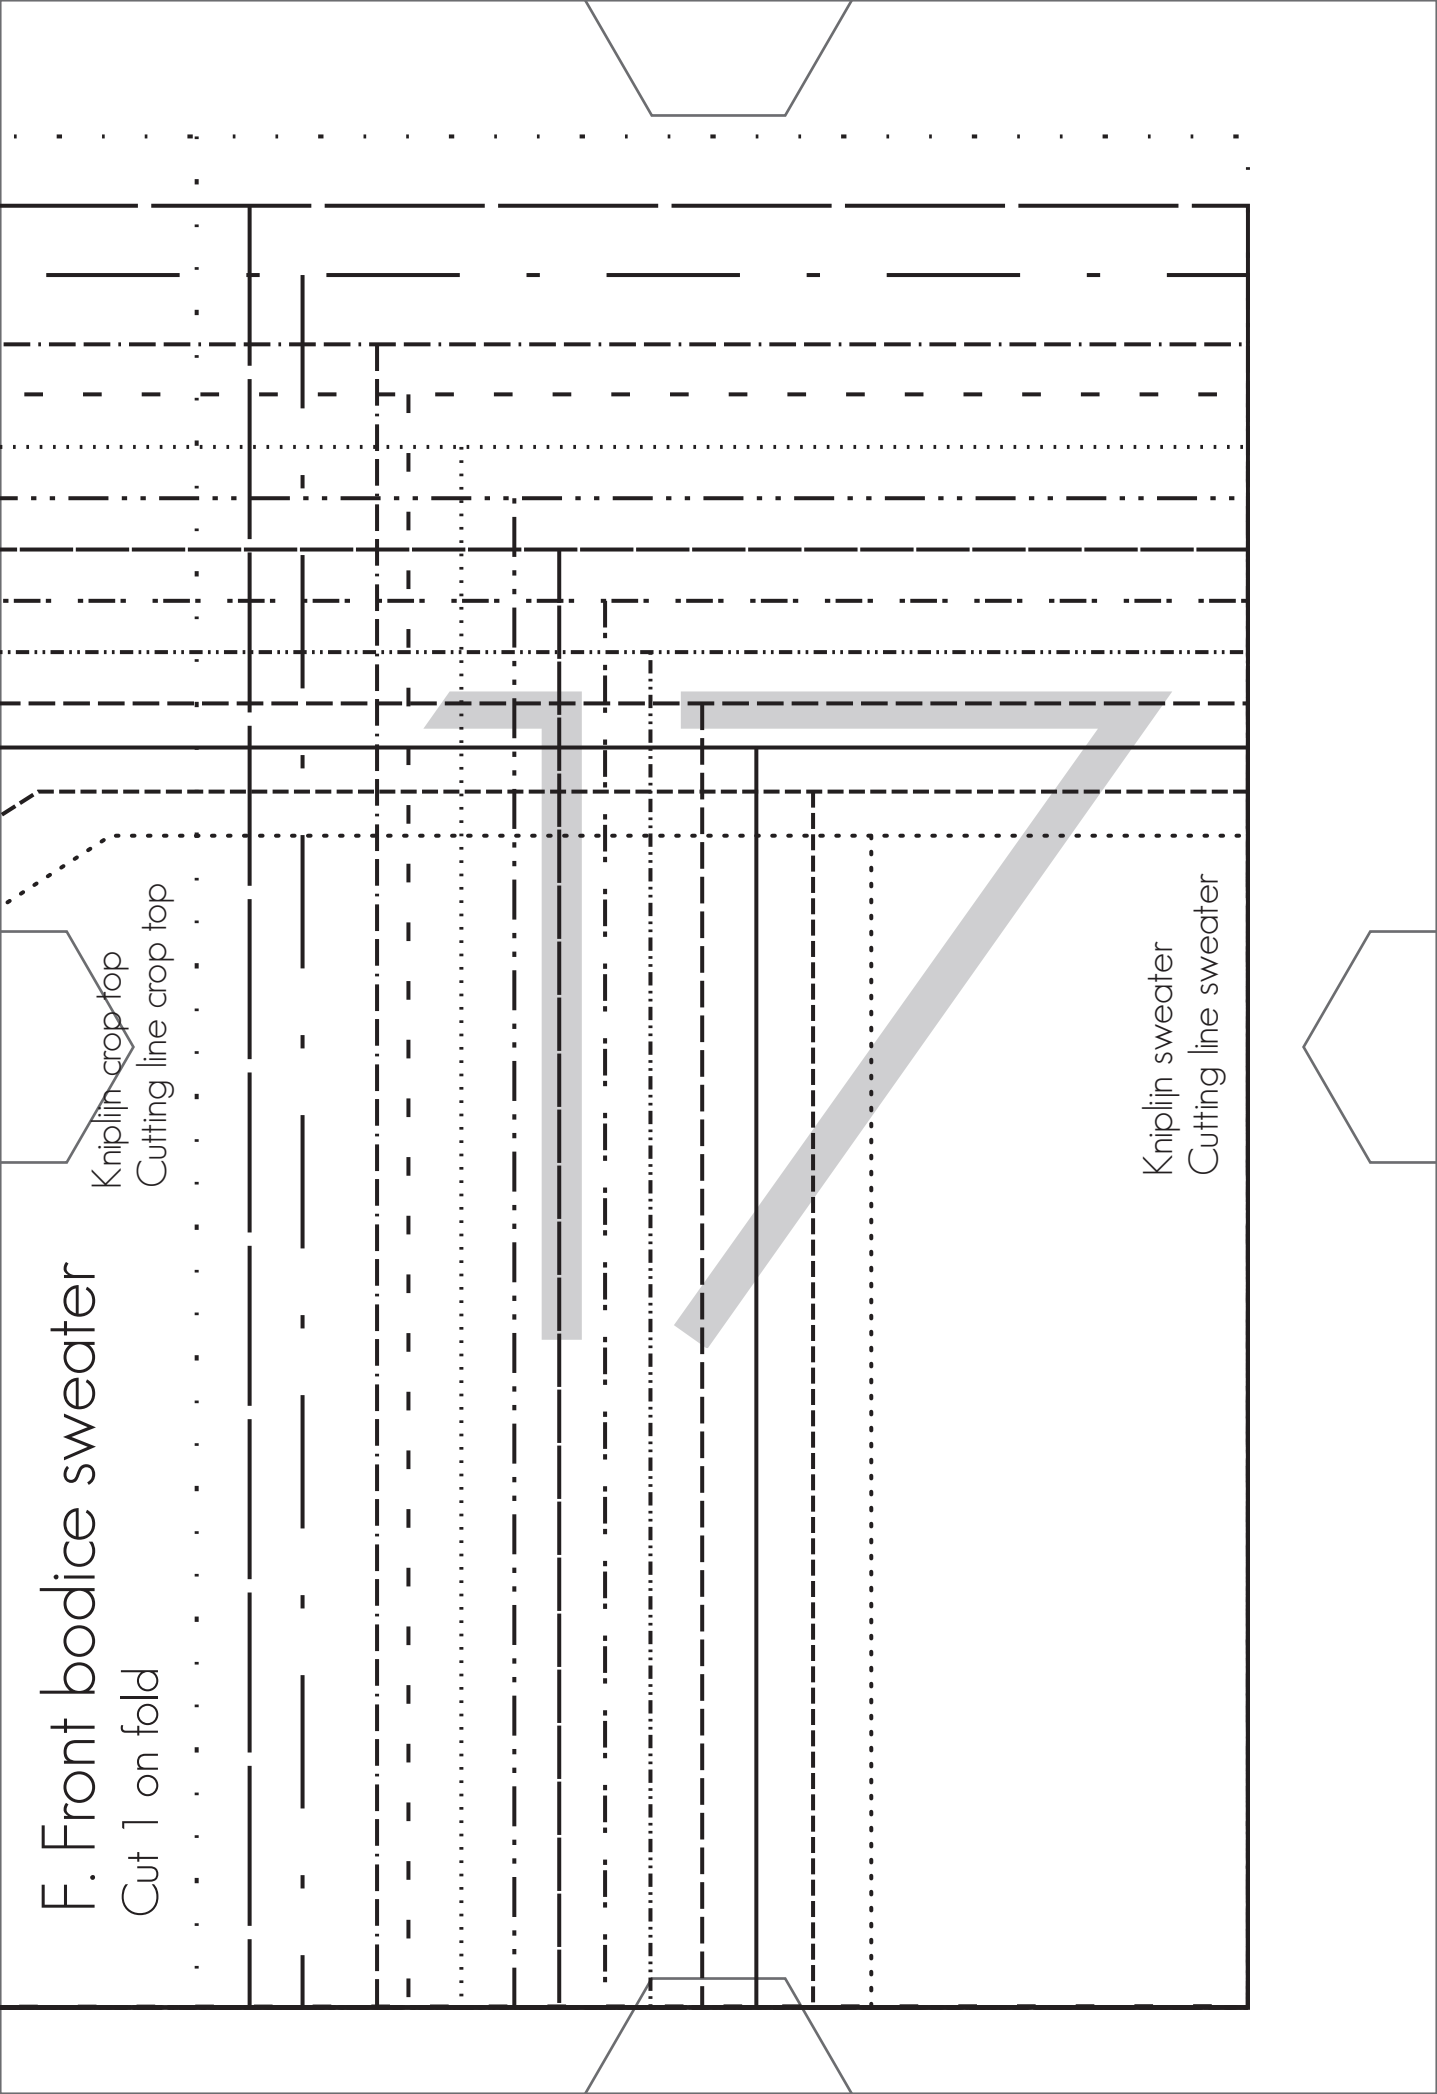 17
Kniplijn crop top
Cutting line crop top
Kniplijn sweater
Cutting line sweater
F. Front bodice sweater
Cut 1 on fold